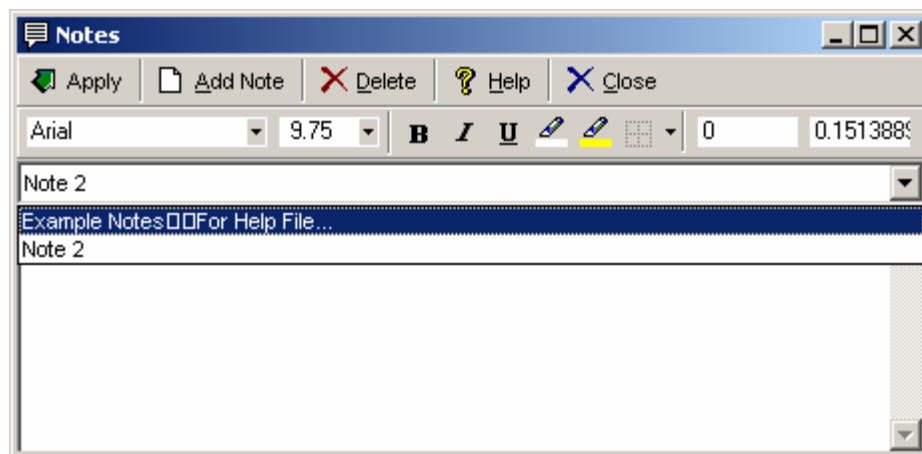 Notes
Apply Add Note Delete Help Close
Arial 9.75 B I U 0 0.1513889
Note 2
Example Notes▯▯For Help File...
Note 2